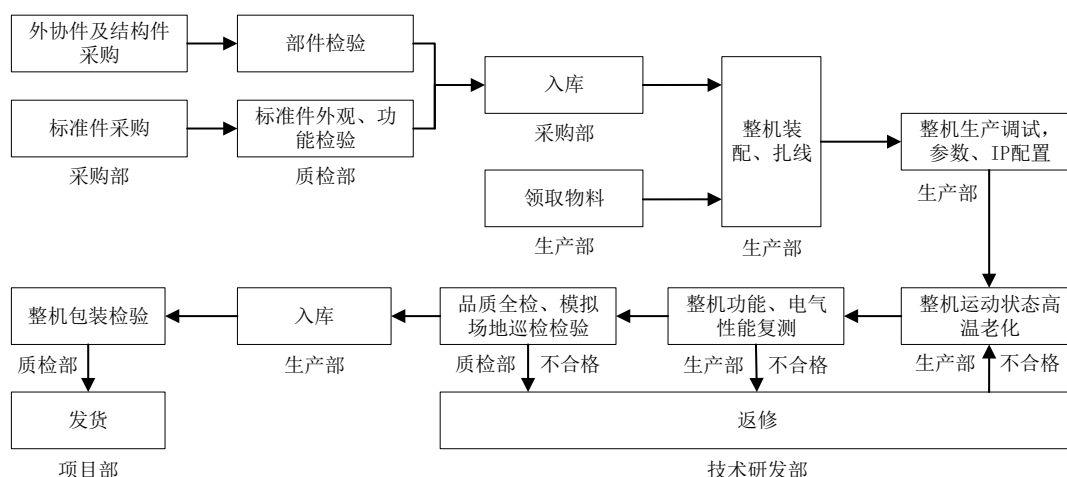 外协件及结构件
采购
部件检验
标准件采购
采购部
标准件外观、功
能检验
质检部
入库
采购部
领取物料
生产部
整机装
配、扎线
生产部
整机生产调试，
参数、IP配置
生产部
整机包装检验
质检部
入库
生产部
品质全检、模拟
场地巡检检验
质检部
不合格
整机功能、电气
性能复测
生产部
不合格
整机运动状态高
温老化
生产部
不合格
发货
项目部
返修
技术研发部